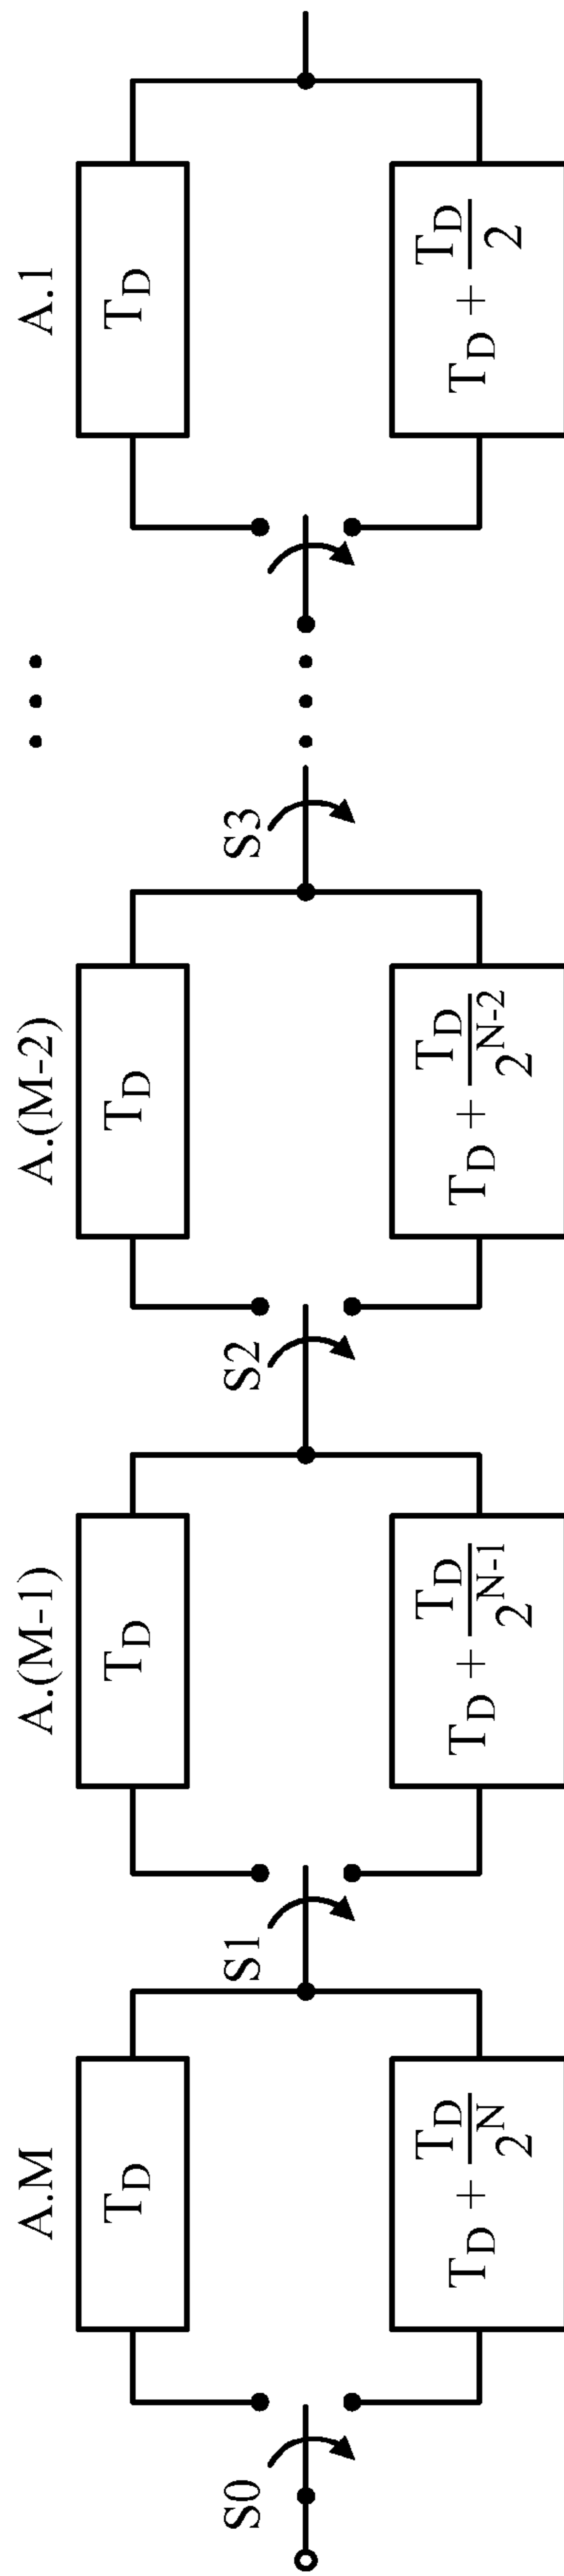 A.M
A.(M-1)
A.(M-2)
A.1
T_D
T_D
T_D
T_D
S0
S1
S2
S3
T_D + T_D/2^N
T_D + T_D/2^{N-1}
T_D + T_D/2^{N-2}
T_D + T_D/2